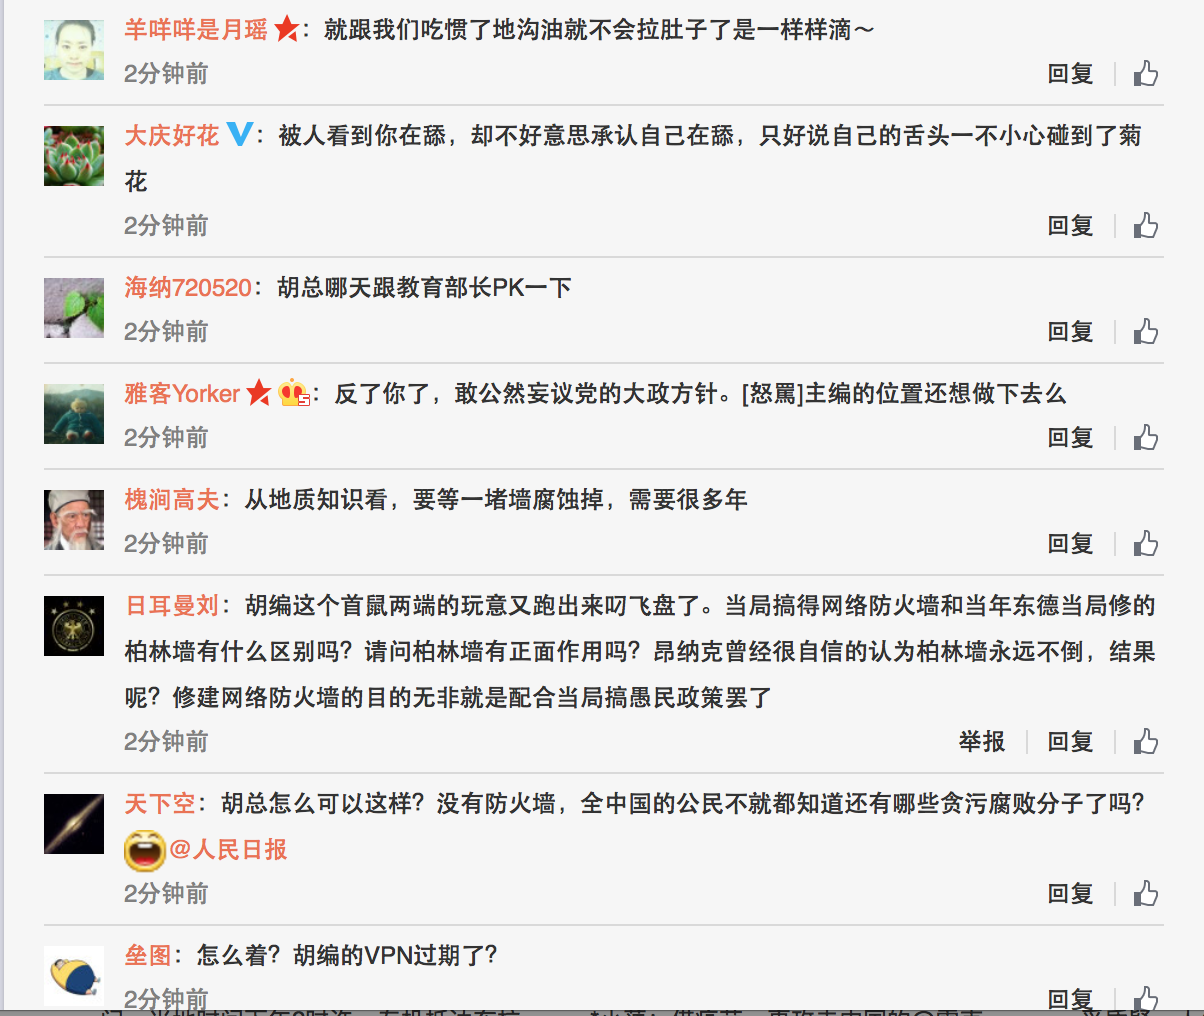 羊咩咩是月瑶：就跟我们吃惯了地沟油就不会拉肚子了是一样样滴～
2分钟前 回复
大庆好花：被人看到你在舔，却不好意思承认自己在舔，只好说自己的舌头一不小心碰到了菊
花
2分钟前 回复
海纳720520：胡总哪天跟教育部长PK一下
2分钟前 回复
雅客Yorker 5：反了你了，敢公然妄议党的大政方针。[怒骂]主编的位置还想做下去么
2分钟前 回复
槐涧高夫：从地质知识看，要等一堵墙腐蚀掉，需要很多年
2分钟前 回复
日耳曼刘：胡编这个首鼠两端的玩意又跑出来叼飞盘了。当局搞得网络防火墙和当年东德当局修的
柏林墙有什么区别吗？请问柏林墙有正面作用吗？昂纳克曾经很自信的认为柏林墙永远不倒，结果
呢？修建网络防火墙的目的无非就是配合当局搞愚民政策罢了
2分钟前 举报 回复
天下空：胡总怎么可以这样？没有防火墙，全中国的公民不就都知道还有哪些贪污腐败分子了吗？
@人民日报
2分钟前 回复
垒图：怎么着？胡编的VPN过期了？
2分钟前 回复